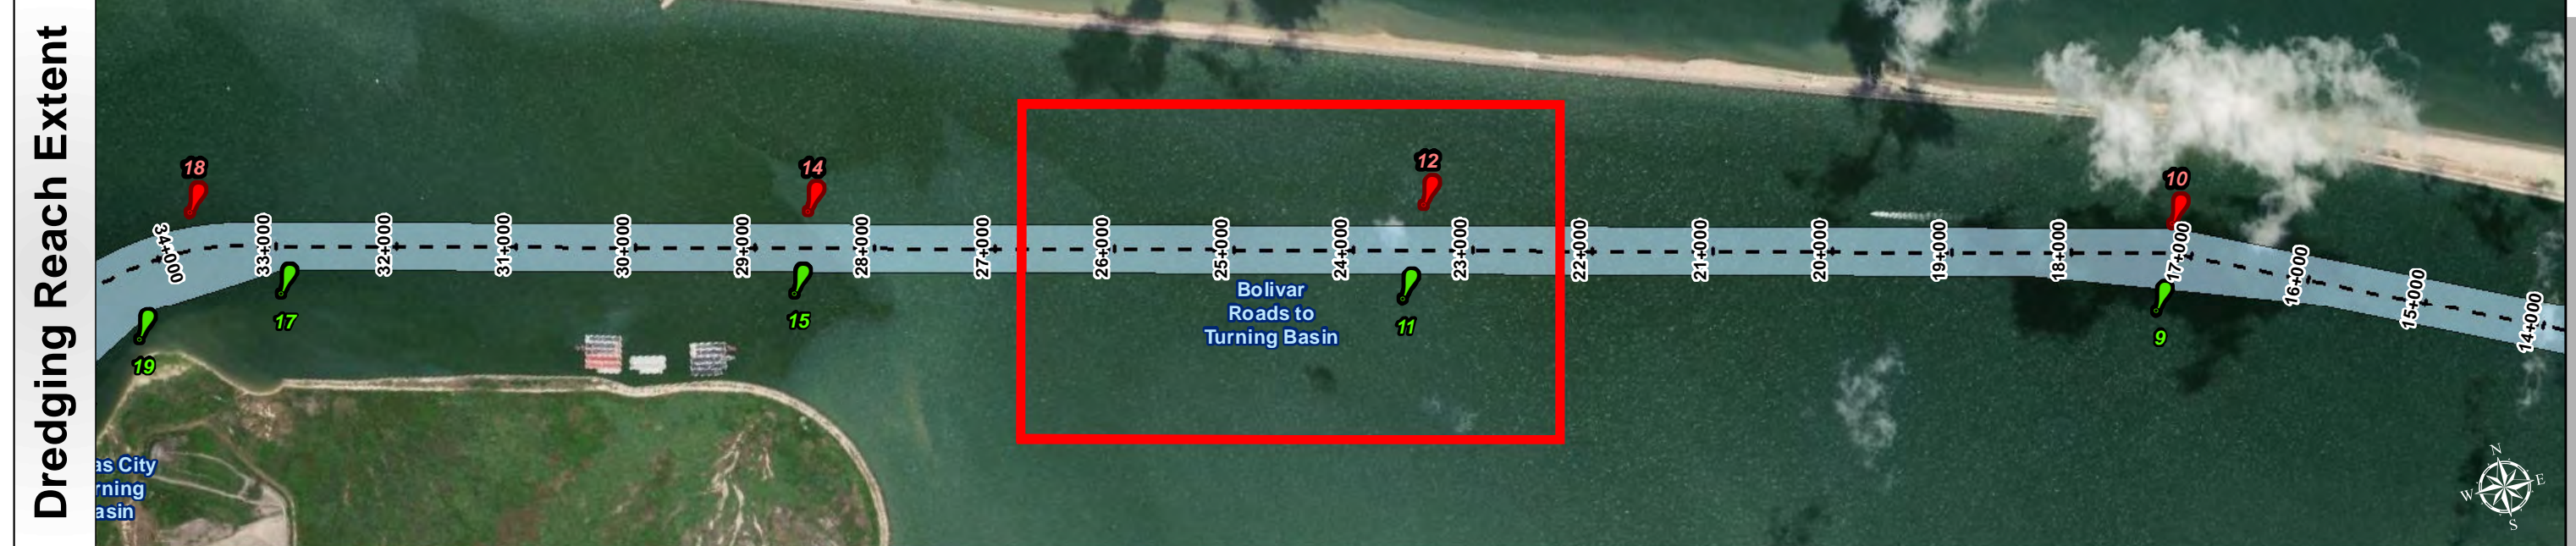 Dredging Reach Extent
18
14
12
10
34+000
33+000
32+000
31+000
30+000
29+000
28+000
27+000
26+000
25+000
24+000
23+000
22+000
21+000
20+000
19+000
18+000
17+000
16+000
15+000
14+000
19
17
15
11
9
Bolivar
Roads to
Turning Basin
as City
rning
asin
N
W
E
S